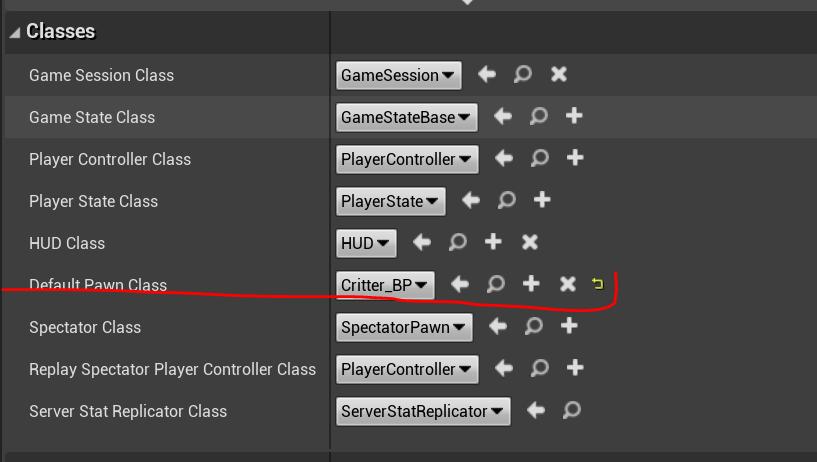 Classes
Game Session Class GameSession
Game State Class GameStateBase
Player Controller Class PlayerController
Player State Class PlayerState
HUD Class HUD
Default Pawn Class Critter_BP
Spectator Class SpectatorPawn
Replay Spectator Player Controller Class PlayerController
Server Stat Replicator Class ServerStatReplicator